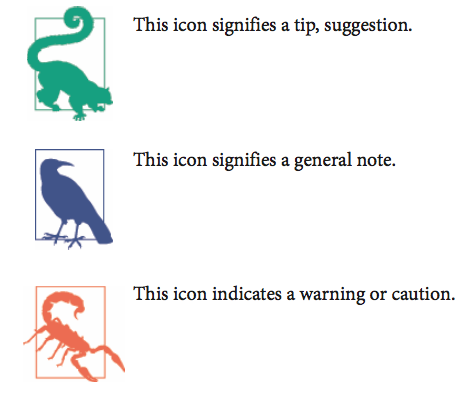 This icon signifies a tip, suggestion.
This icon signifies a general note.
This icon indicates a warning or caution.